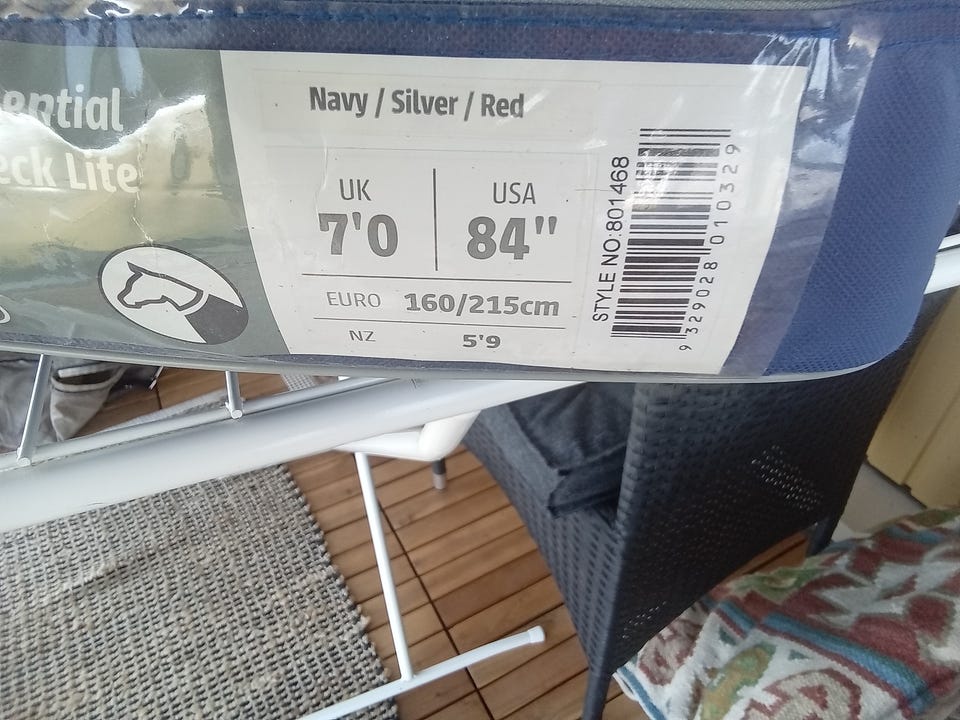 ential
eck Lite
Navy / Silver / Red
UK
7'0
USA
84"
EURO 160/215cm
NZ 5'9
STYLE NO:801468
9 329028 010329